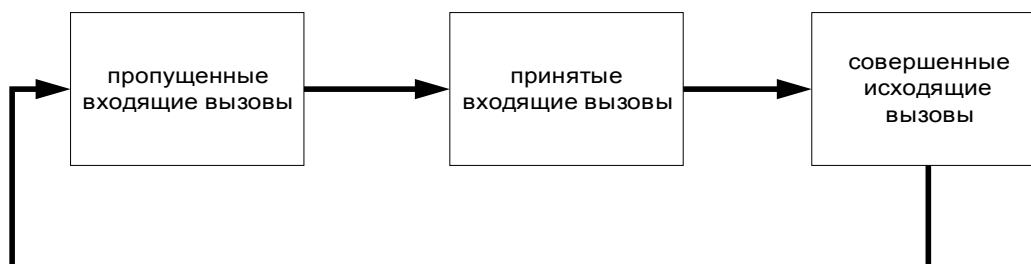 пропущенные
входящие вызовы
принятые
входящие вызовы
совершенные
исходящие
вызовы